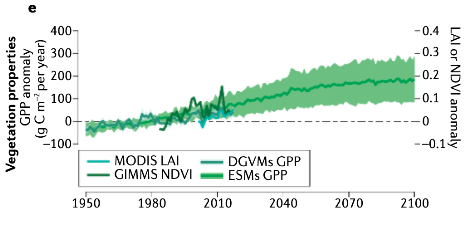 e
Vegetation properties
GPP anomaly
(g C m⁻² per year)
400
300
200
100
0
−100
0.4
0.3
0.2
0.1
0
−0.1
LAI or NDVI anomaly
MODIS LAI
DGVMs GPP
GIMMS NDVI
ESMs GPP
1950
1980
2010
2040
2070
2100